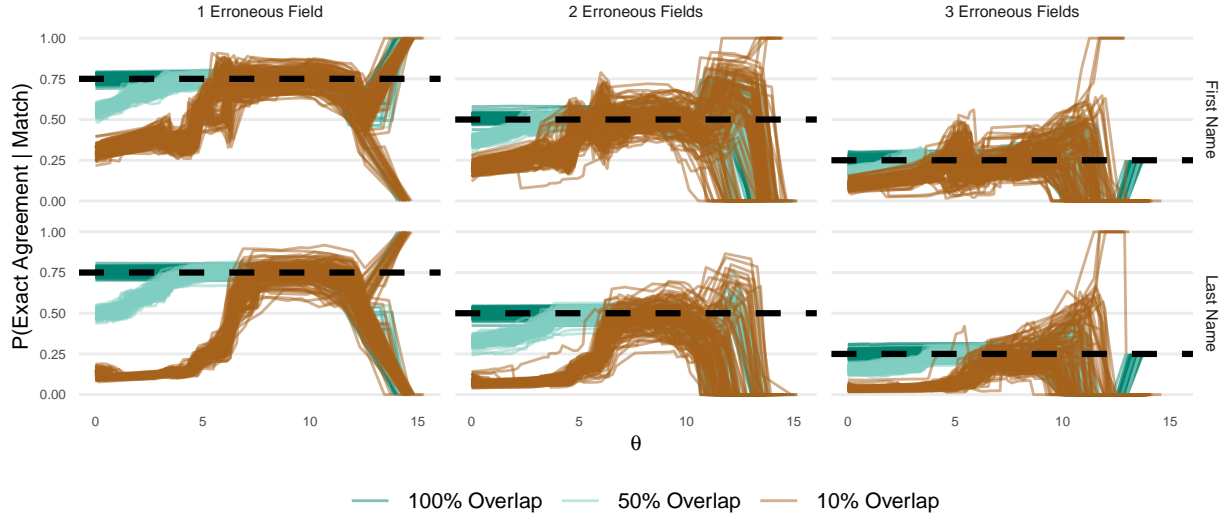 1 Erroneous Field 2 Erroneous Fields 3 Erroneous Fields
P(Exact Agreement | Match)
1.00
0.75
0.50
0.25
0.00
First Name
1.00
0.75
0.50
0.25
0.00
Last Name
0 5 10 15 0 5 10 15 0 5 10 15
θ
100% Overlap 50% Overlap 10% Overlap